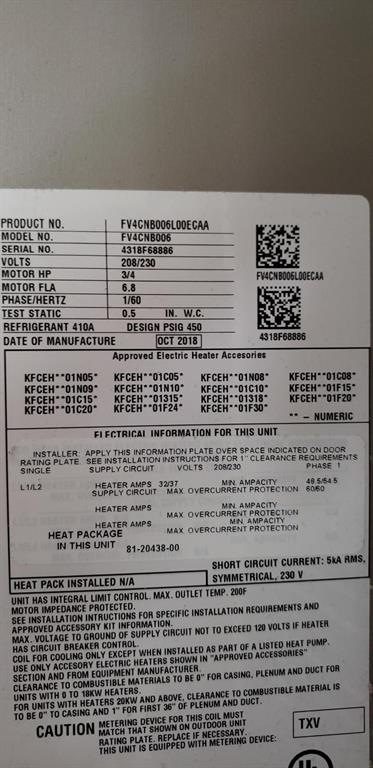 PRODUCT NO. FV4CNB006L00ECAA
MODEL NO. FV4CNB006
SERIAL NO. 4318F68886
VOLTS 208/230
MOTOR HP 3/4
MOTOR FLA 6.8
PHASE/HERTZ 1/60
TEST STATIC 0.5 IN. W.C.
REFRIGERANT 410A DESIGN PSIG 450
DATE OF MANUFACTURE OCT 2018
FV4CNB006L00ECAA
4318F68886
Approved Electric Heater Accesories
KFCEH**01N05* KFCEH**01C05* KFCEH**01N08* KFCEH**01C08*
KFCEH**01N09* KFCEH**01N10* KFCEH**01C10* KFCEH**01F15*
KFCEH**01C15* KFCEH**01315* KFCEH**01318* KFCEH**01F20*
KFCEH**01C20* KFCEH**01F24* KFCEH**01F30*
** - NUMERIC
ELECTRICAL INFORMATION FOR THIS UNIT
INSTALLER: APPLY THIS INFORMATION PLATE OVER SPACE INDICATED ON DOOR
RATING PLATE. SEE INSTALLATION INSTRUCTIONS FOR 1" CLEARANCE REQUIREMENTS
SINGLE SUPPLY CIRCUIT VOLTS 208/230 PHASE 1
L1/L2 HEATER AMPS 32/37 MIN. AMPACITY 48.5/54.5
SUPPLY CIRCUIT MAX. OVERCURRENT PROTECTION 60/60
HEATER AMPS MIN. AMPACITY
MAX. OVERCURRENT PROTECTION
HEATER AMPS MIN. AMPACITY
MAX. OVERCURRENT PROTECTION
HEAT PACKAGE
IN THIS UNIT 81-20438-00
SHORT CIRCUIT CURRENT: 5kA RMS,
HEAT PACK INSTALLED N/A SYMMETRICAL, 230 V
UNIT HAS INTEGRAL LIMIT CONTROL. MAX. OUTLET TEMP. 200F
MOTOR IMPEDANCE PROTECTED.
SEE INSTALLATION INTRUCTIONS FOR SPECIFIC INSTALLATION REQUIREMENTS AND
APPROVED ACCESSORY KIT INFORMATION.
MAX. VOLTAGE TO GROUND OF SUPPLY CIRCUIT NOT TO EXCEED 120 VOLTS IF HEATER
HAS CIRCUIT BREAKER CONTROL.
COIL FOR COOLING ONLY EXCEPT WHEN INSTALLED AS PART OF A LISTED HEAT PUMP.
USE ONLY ACCESORY ELECTRIC HEATERS SHOWN IN "APPROVED ACCESSORIES"
SECTION AND FROM EQUIPMENT MANUFACTURER.
CLEARANCE TO COMBUSTIBLE MATERIALS TO BE 0" FOR CASING, PLENUM AND DUCT FOR
UNITS WITH 0 TO 18KW HEATERS.
FOR UNITS WITH HEATERS 20KW AND ABOVE, CLEARANCE TO COMBUSTIBLE MATERIAL IS
TO BE 0" TO CASING AND 1" FOR FIRST 36" OF PLENUM AND DUCT.
CAUTION METERING DEVICE FOR THIS COIL MUST
MATCH THAT SHOWN ON OUTDOOR UNIT
RATING PLATE. REPLACE IF NECESSARY.
THIS UNIT IS EQUIPPED WITH METERING DEVICE:
TXV
UL